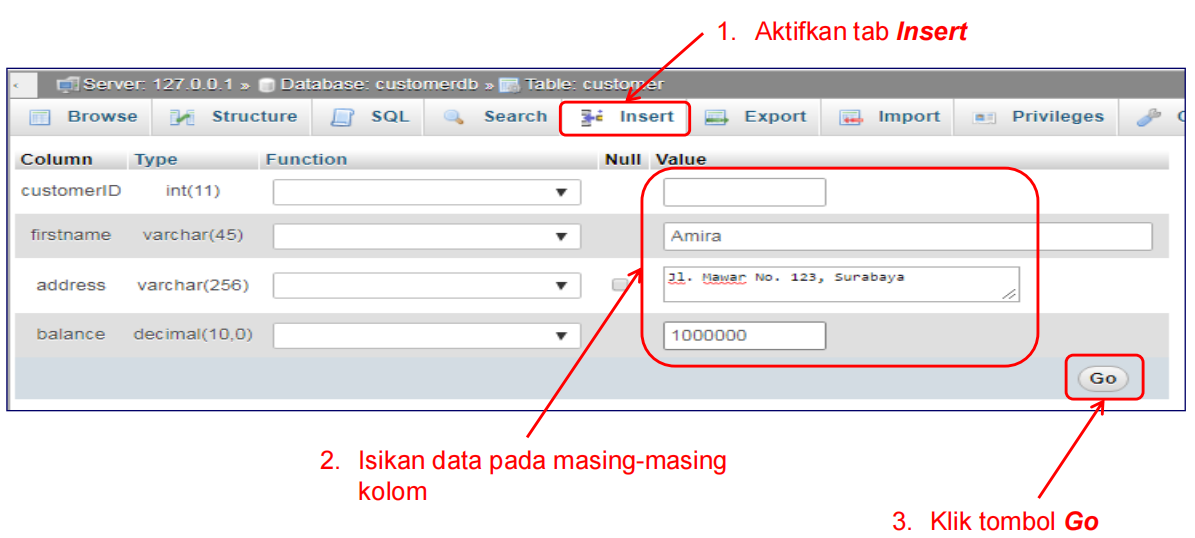 1. Aktifkan tab Insert
Server: 127.0.0.1 » Database: customerdb » Table: customer
Browse Structure SQL Search Insert Export Import Privileges
Column Type Function Null Value
customerID int(11)
firstname varchar(45) Amira
address varchar(256) Jl. Mawar No. 123, Surabaya
balance decimal(10,0) 1000000
Go
2. Isikan data pada masing-masing
kolom
3. Klik tombol Go